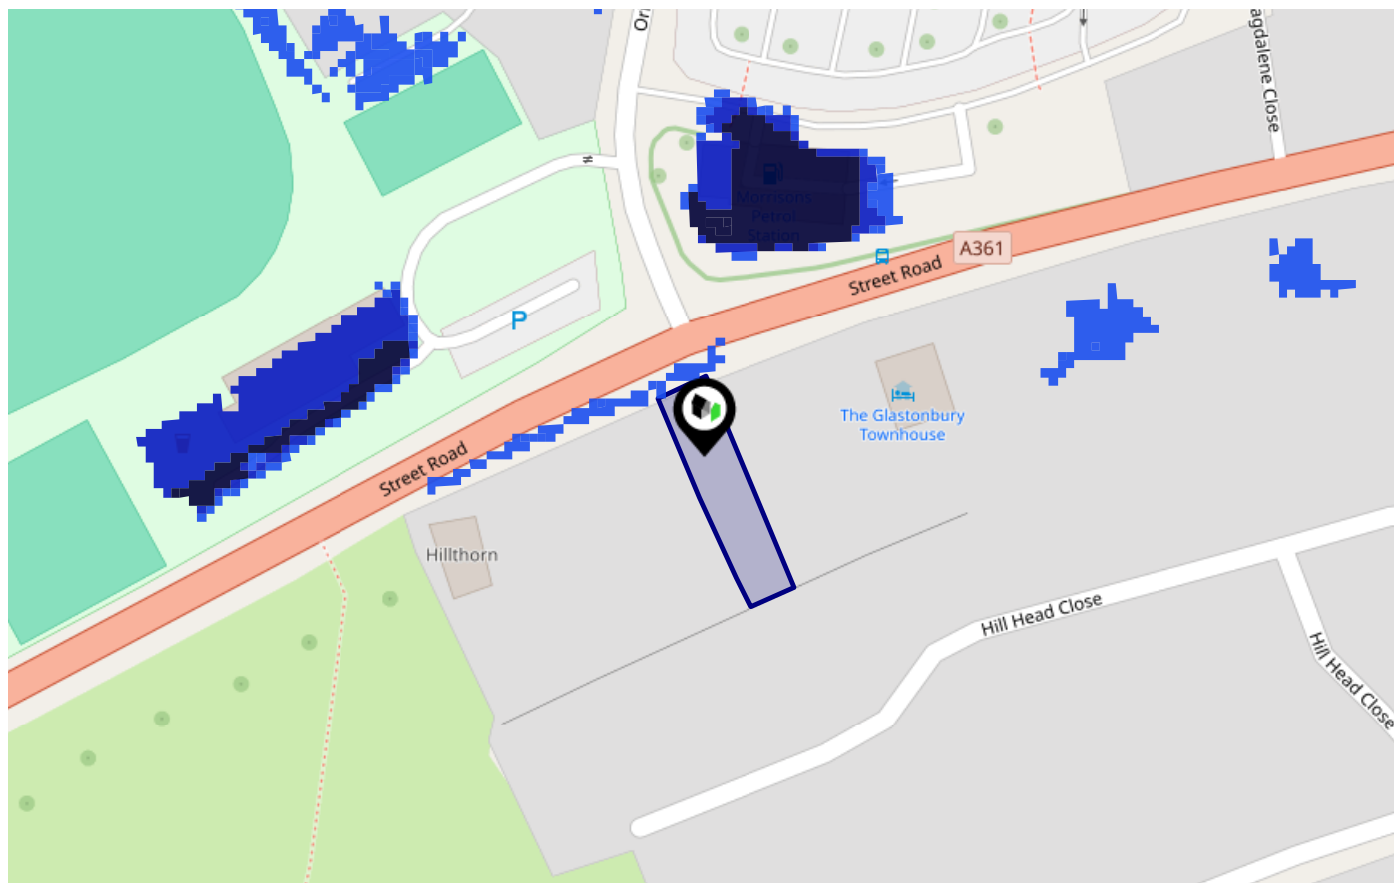 Or
agdalene Close
Morrisons
Petrol
Station
A361
Street Road
P
The Glastonbury
Townhouse
Street Road
Hillthorn
Hill Head Close
Hill Head Close